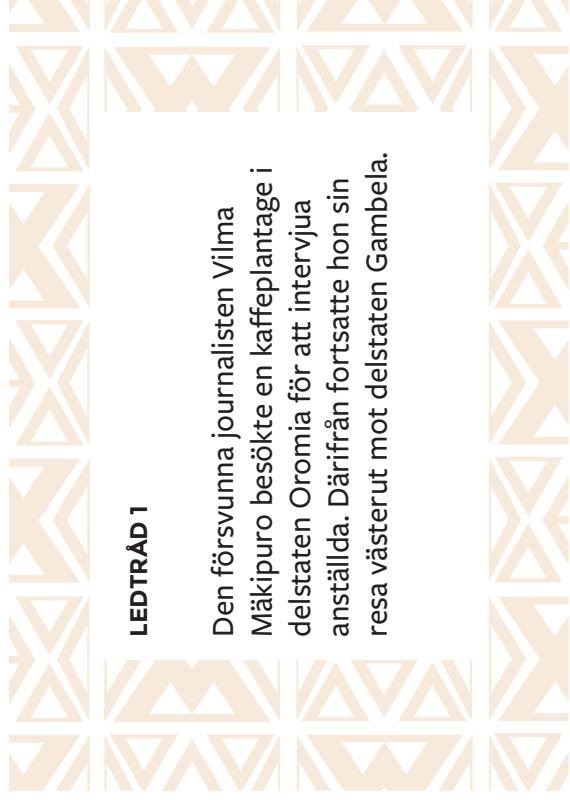 LEDTRÅD 1
Den försvunna journalisten Vilma
Mäkipuro besökte en kaffeplantage i
delstaten Oromia för att intervjua
anställda. Därifrån fortsatte hon sin
resa västerut mot delstaten Gambela.